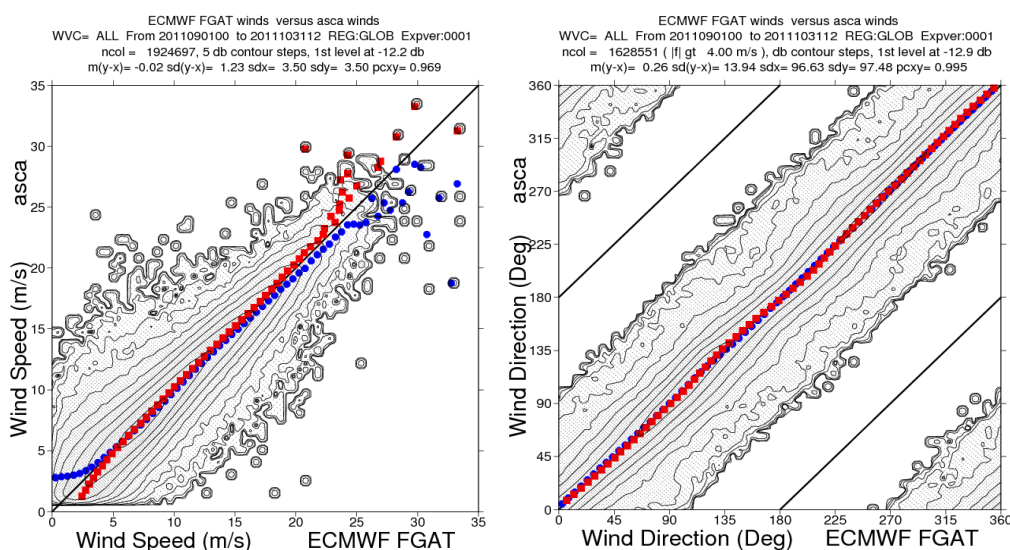 ECMWF FGAT winds versus asca winds
WVC= ALL From 2011090100 to 2011103112 REG:GLOB Expver:0001
ncol = 1924697, 5 db contour steps, 1st level at -12.2 db
m(y-x)= -0.02 sd(y-x)= 1.23 sdx= 3.50 sdy= 3.50 pcxy= 0.969
35
30
25
20
15
10
5
0
Wind Speed (m/s)
asca
0 5 10 15 20 25 30 35
Wind Speed (m/s) ECMWF FGAT
ECMWF FGAT winds versus asca winds
WVC= ALL From 2011090100 to 2011103112 REG:GLOB Expver:0001
ncol = 1628551 ( |f| gt 4.00 m/s ), db contour steps, 1st level at -12.9 db
m(y-x)= 0.26 sd(y-x)= 13.94 sdx= 96.63 sdy= 97.48 pcxy= 0.995
360
315
270
225
180
135
90
45
0
Wind Direction (Deg)
asca
0 45 90 135 180 225 270 315 360
Wind Direction (Deg) ECMWF FGAT